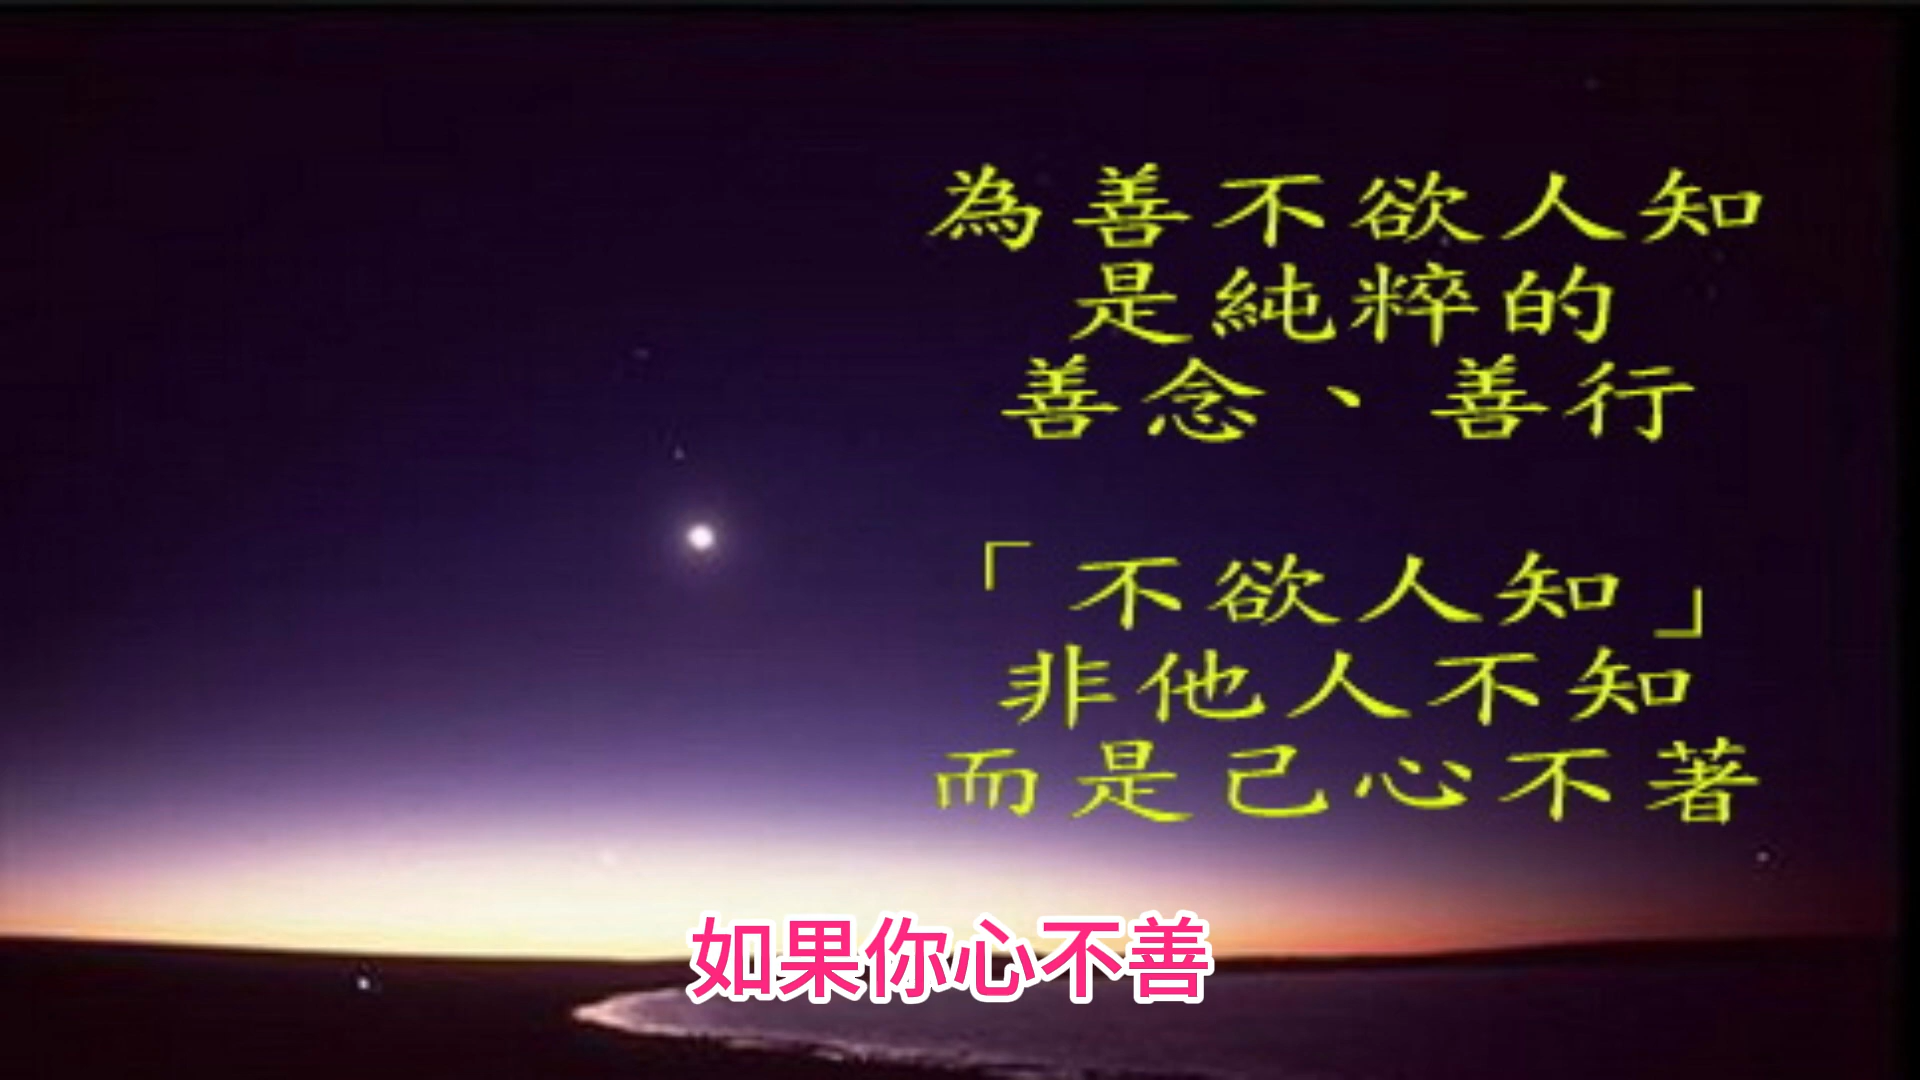 為善不欲人知
是純粹的
善念、善行
「不欲人知」
非他人不知
而是己心不著
如果你心不善